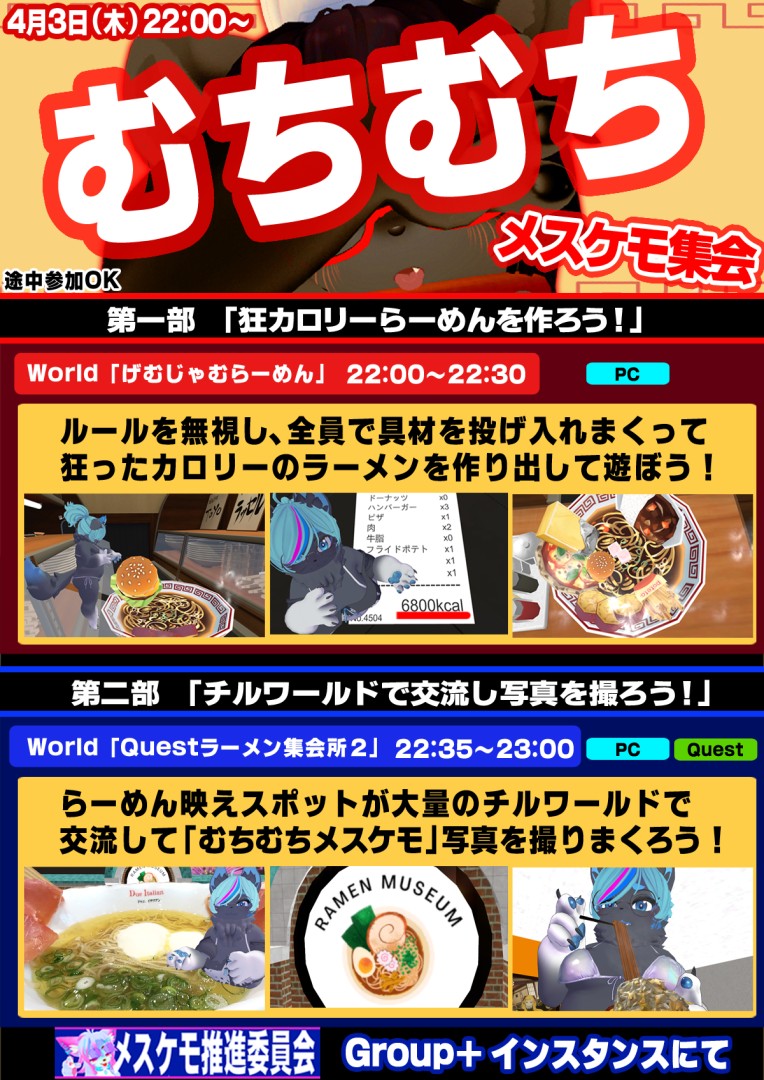 4月3日(木)22:00～
むちむち
メスケモ集会
途中参加OK
第一部 「狂カロリーらーめんを作ろう!」
World「げむじゃむらーめん」 22:00～22:30
PC
ルールを無視し、全員で具材を投げ入れまくって
狂ったカロリーのラーメンを作り出して遊ぼう!
ドーナッツ x0
ハンバーガー x3
ピザ x1
肉 x2
牛脂 x0
フライドポテト x1
x1
x1
6800kcal
No.4504
第二部 「チルワールドで交流し写真を撮ろう!」
World「Questラーメン集会所2」 22:35～23:00
PC
Quest
らーめん映えスポットが大量のチルワールドで
交流して「むちむちメスケモ」写真を撮りまくろう!
Due Italian
RAMEN MUSEUM
メスケモ推進委員会
Group+ インスタンスにて